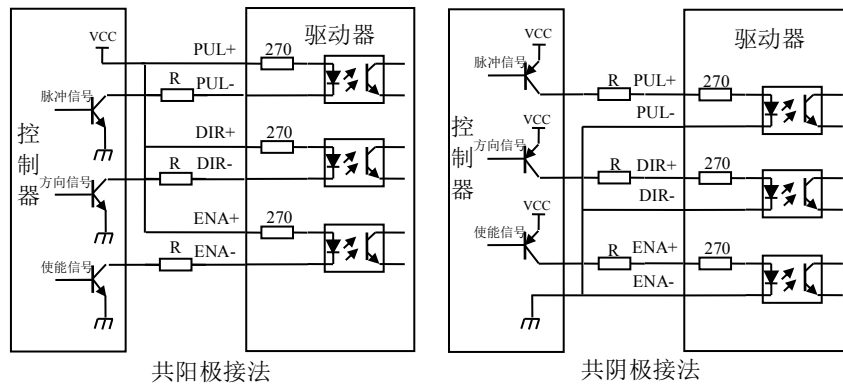 VCC
PUL+
270
驱动器
脉冲信号
R
PUL-
控制器
DIR+
270
方向信号
R
DIR-
ENA+
270
使能信号
R
ENA-
共阳极接法
VCC
驱动器
脉冲信号
R
PUL+
270
PUL-
控制器
VCC
方向信号
R
DIR+
270
DIR-
VCC
使能信号
R
ENA+
270
ENA-
共阴极接法